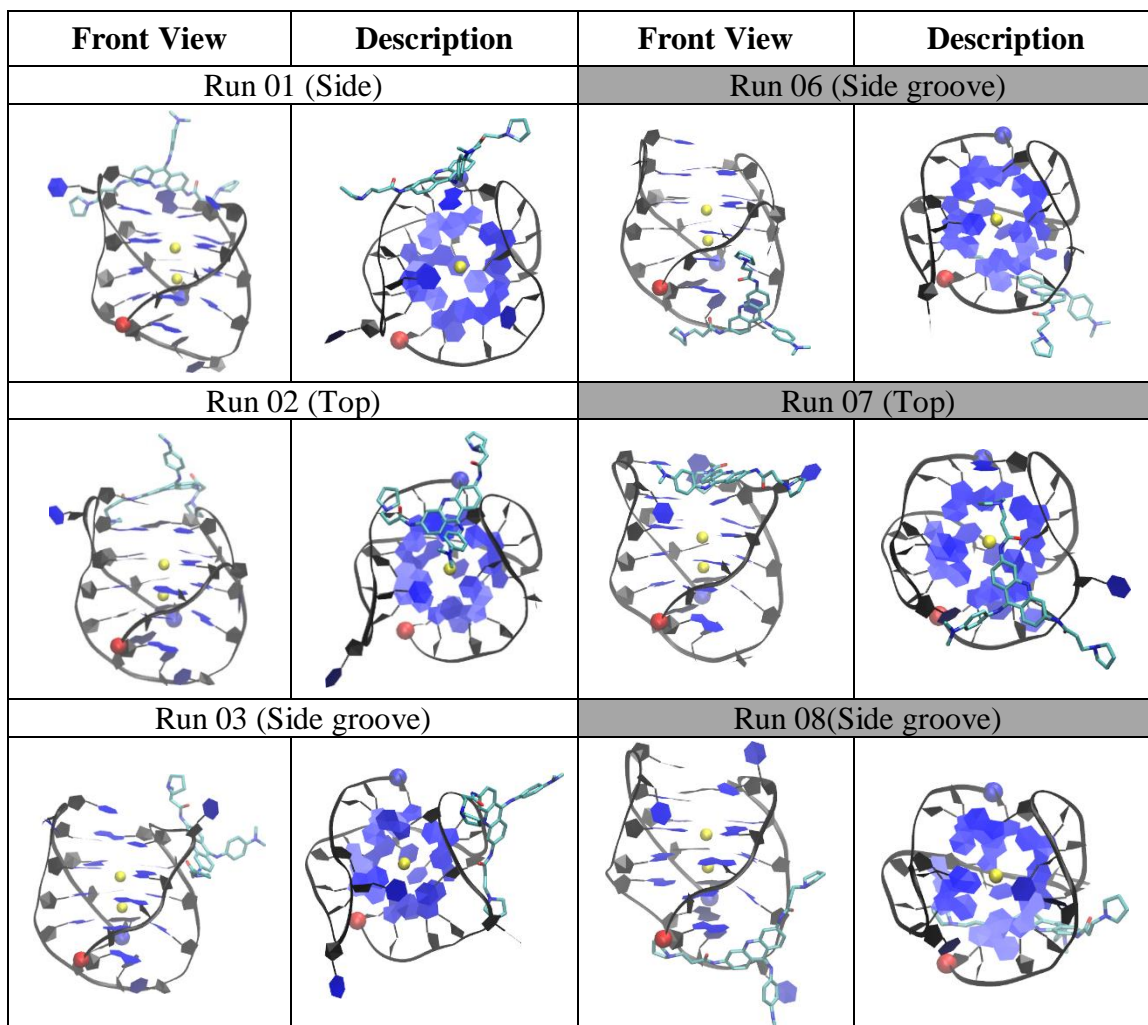 Front View Description Front View Description
Run 01 (Side) Run 06 (Side groove)
Run 02 (Top) Run 07 (Top)
Run 03 (Side groove) Run 08(Side groove)